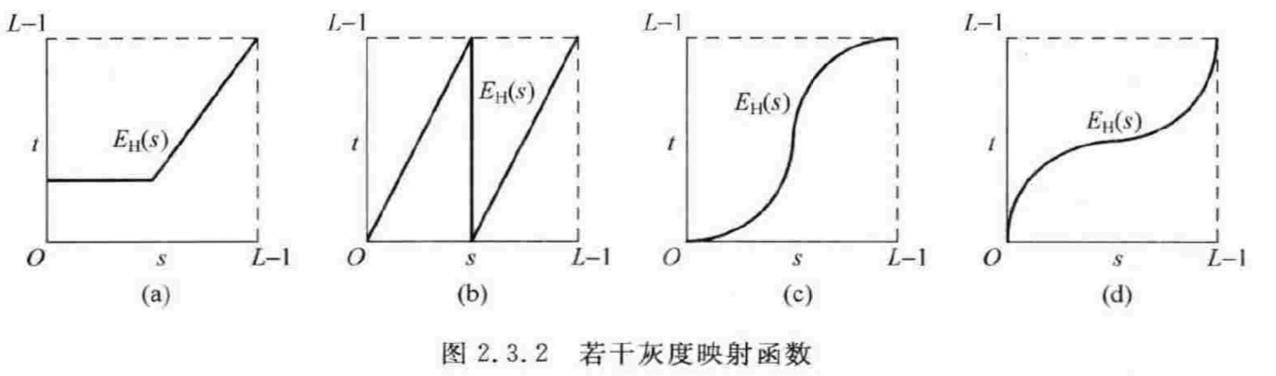 L−1 L−1 L−1 L−1
E_H(s) E_H(s) E_H(s) E_H(s)
t t t t
O s L−1 O s L−1 O s L−1 O s L−1
(a) (b) (c) (d)
图 2.3.2 若干灰度映射函数